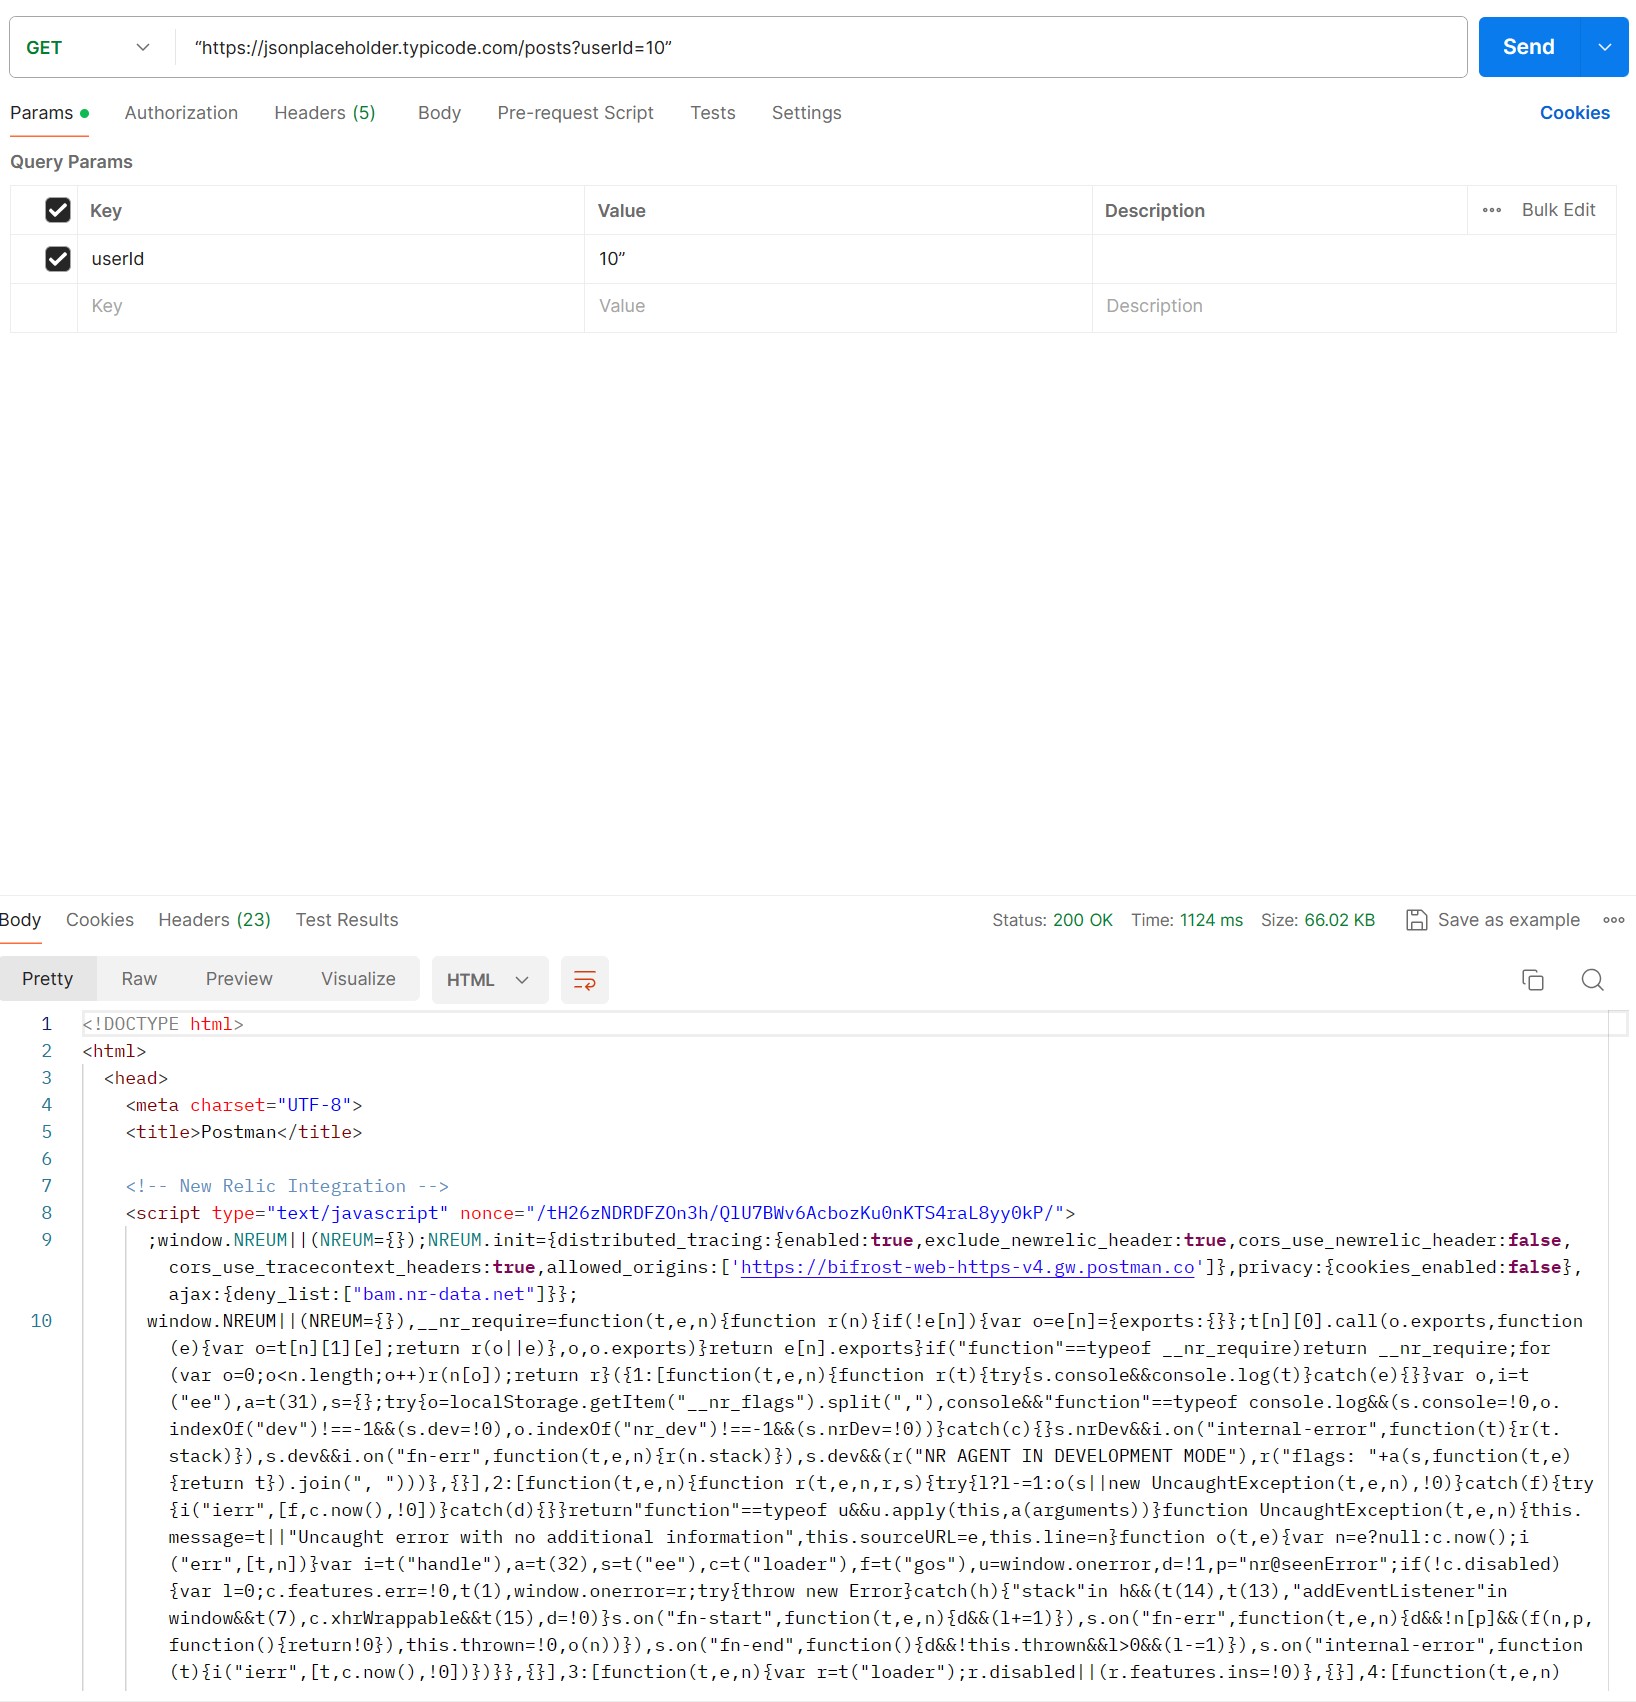 GET “https://jsonplaceholder.typicode.com/posts?userId=10” Send
Params Authorization Headers (5) Body Pre-request Script Tests Settings Cookies
Query Params
Key Value Description Bulk Edit
userId 10”
Key Value Description
Body Cookies Headers (23) Test Results Status: 200 OK Time: 1124 ms Size: 66.02 KB Save as example
Pretty Raw Preview Visualize HTML
1 <!DOCTYPE html>
2 <html>
3 <head>
4 <meta charset="UTF-8">
5 <title>Postman</title>
6
7 <!-- New Relic Integration -->
8 <script type="text/javascript" nonce="/tH26zNDRDFZOn3h/QlU7BWv6AcbozKu0nKTS4raL8yy0kP/">
9 ;window.NREUM||(NREUM={});NREUM.init={distributed_tracing:{enabled:true,exclude_newrelic_header:true,cors_use_newrelic_header:false,
cors_use_tracecontext_headers:true,allowed_origins:['https://bifrost-web-https-v4.gw.postman.co']},privacy:{cookies_enabled:false},
ajax:{deny_list:["bam.nr-data.net"]}};
10 window.NREUM||(NREUM={}),__nr_require=function(t,e,n){function r(n){if(!e[n]){var o=e[n]={exports:{}};t[n][0].call(o.exports,function
(e){var o=t[n][1][e];return r(o||e)},o,o.exports)}return e[n].exports}if("function"==typeof __nr_require)return __nr_require;for
(var o=0;o<n.length;o++)r(n[o]);return r}({1:[function(t,e,n){function r(t){try{s.console&&console.log(t)}catch(e){}}var o,i=t
("ee"),a=t(31),s={};try{o=localStorage.getItem("__nr_flags").split(","),console&&"function"==typeof console.log&&(s.console=!0,o.
indexOf("dev")!==-1&&(s.dev=!0),o.indexOf("nr_dev")!==-1&&(s.nrDev=!0))}catch(c){}s.nrDev&&i.on("internal-error",function(t){r(t.
stack)}),s.dev&&i.on("fn-err",function(t,e,n){r(n.stack)}),s.dev&&(r("NR AGENT IN DEVELOPMENT MODE"),r("flags: "+a(s,function(t,e)
{return t}).join(", ")))},{}],2:[function(t,e,n){function r(t,e,n,r,s){try{l?l-=1:o(s||new UncaughtException(t,e,n),!0)}catch(f){try
{i("ierr",[f,c.now(),!0])}catch(d){}}return"function"==typeof u&&u.apply(this,a(arguments))}function UncaughtException(t,e,n){this.
message=t||"Uncaught error with no additional information",this.sourceURL=e,this.line=n}function o(t,e){var n=e?null:c.now();i
("err",[t,n])}var i=t("handle"),a=t(32),s=t("ee"),c=t("loader"),f=t("gos"),u=window.onerror,d=!1,p="nr@seenError";if(!c.disabled)
{var l=0;c.features.err=!0,t(1),window.onerror=r;try{throw new Error}catch(h){"stack"in h&&(t(14),t(13),"addEventListener"in
window&&t(7),c.xhrWrappable&&t(15),d=!0)}s.on("fn-start",function(t,e,n){d&&(l+=1)}),s.on("fn-err",function(t,e,n){d&&!n[p]&&(f(n,p,
function(){return!0}),this.thrown=!0,o(n))}),s.on("fn-end",function(){d&&!this.thrown&&l>0&&(l-=1)}),s.on("internal-error",function
(t){i("ierr",[t,c.now(),!0])})}},{}],3:[function(t,e,n){var r=t("loader");r.disabled||(r.features.ins=!0)},{}],4:[function(t,e,n)